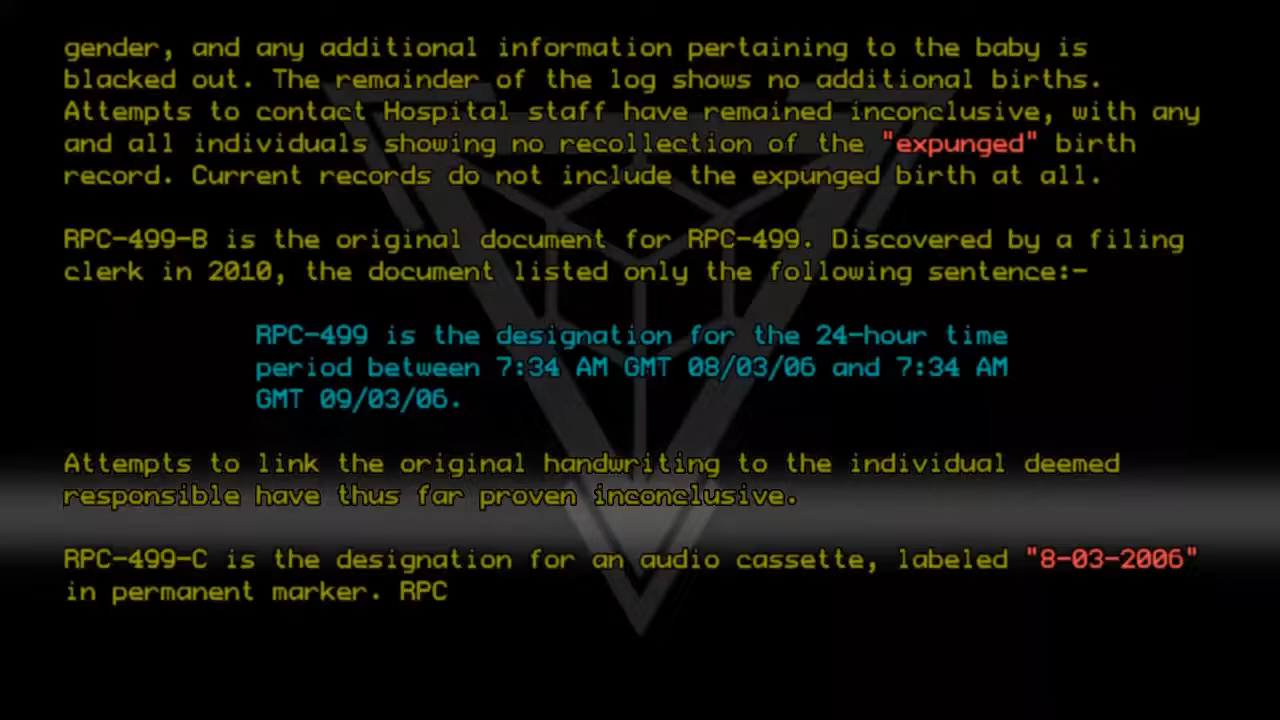 gender, and any additional information pertaining to the baby is
blacked out. The remainder of the log shows no additional births.
Attempts to contact Hospital staff have remained inconclusive, with any
and all individuals showing no recollection of the "expunged" birth
record. Current records do not include the expunged birth at all.
RPC-499-B is the original document for RPC-499. Discovered by a filing
clerk in 2010, the document listed only the following sentence:-
RPC-499 is the designation for the 24-hour time
period between 7:34 AM GMT 08/03/06 and 7:34 AM
GMT 09/03/06.
Attempts to link the original handwriting to the individual deemed
responsible have thus far proven inconclusive.
RPC-499-C is the designation for an audio cassette, labeled "8-03-2006"
in permanent marker. RPC